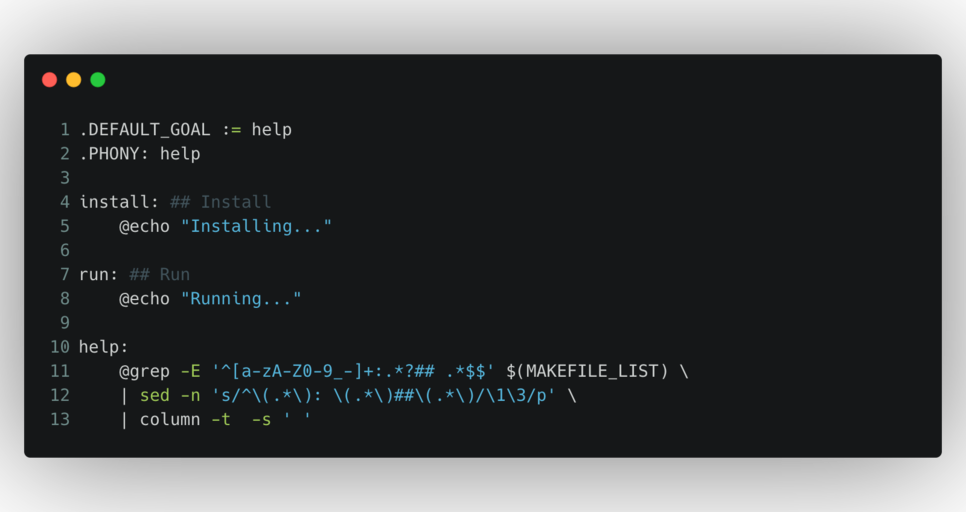 1 .DEFAULT_GOAL := help
2 .PHONY: help
3
4 install: ## Install
5     @echo "Installing..."
6
7 run: ## Run
8     @echo "Running..."
9
10 help:
11     @grep -E '^[a-zA-Z0-9_-]+:.*?## .*$$' $(MAKEFILE_LIST) \
12     | sed -n 's/^\(.*\): \(.*\)##\(.*\)/\1\3/p' \
13     | column -t  -s ' '